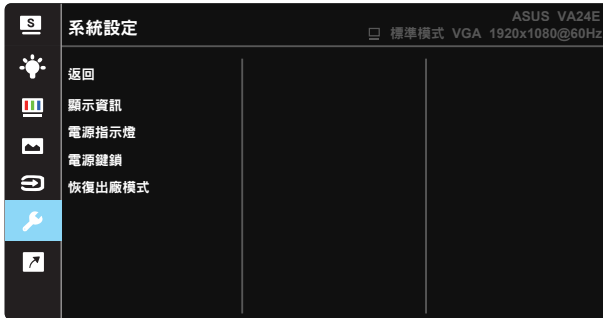 S
系統設定
ASUS VA24E
標準模式 VGA 1920x1080@60Hz
返回
顯示資訊
電源指示燈
電源鍵鎖
恢復出廠模式